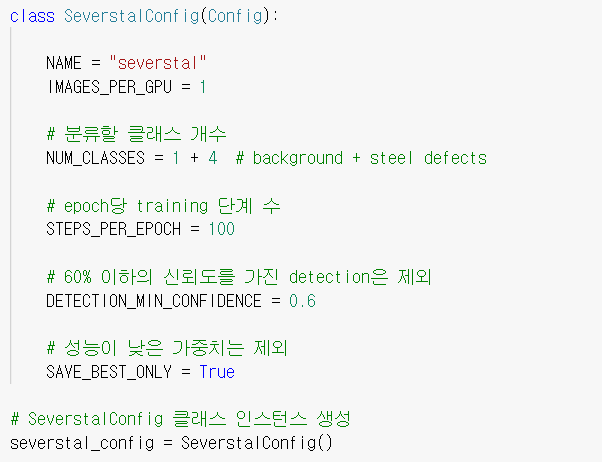 class SeverstalConfig(Config):
NAME = "severstal"
IMAGES_PER_GPU = 1
# 분류할 클래스 개수
NUM_CLASSES = 1 + 4  # background + steel defects
# epoch당 training 단계 수
STEPS_PER_EPOCH = 100
# 60% 이하의 신뢰도를 가진 detection은 제외
DETECTION_MIN_CONFIDENCE = 0.6
# 성능이 낮은 가중치는 제외
SAVE_BEST_ONLY = True
# SeverstalConfig 클래스 인스턴스 생성
severstal_config = SeverstalConfig()